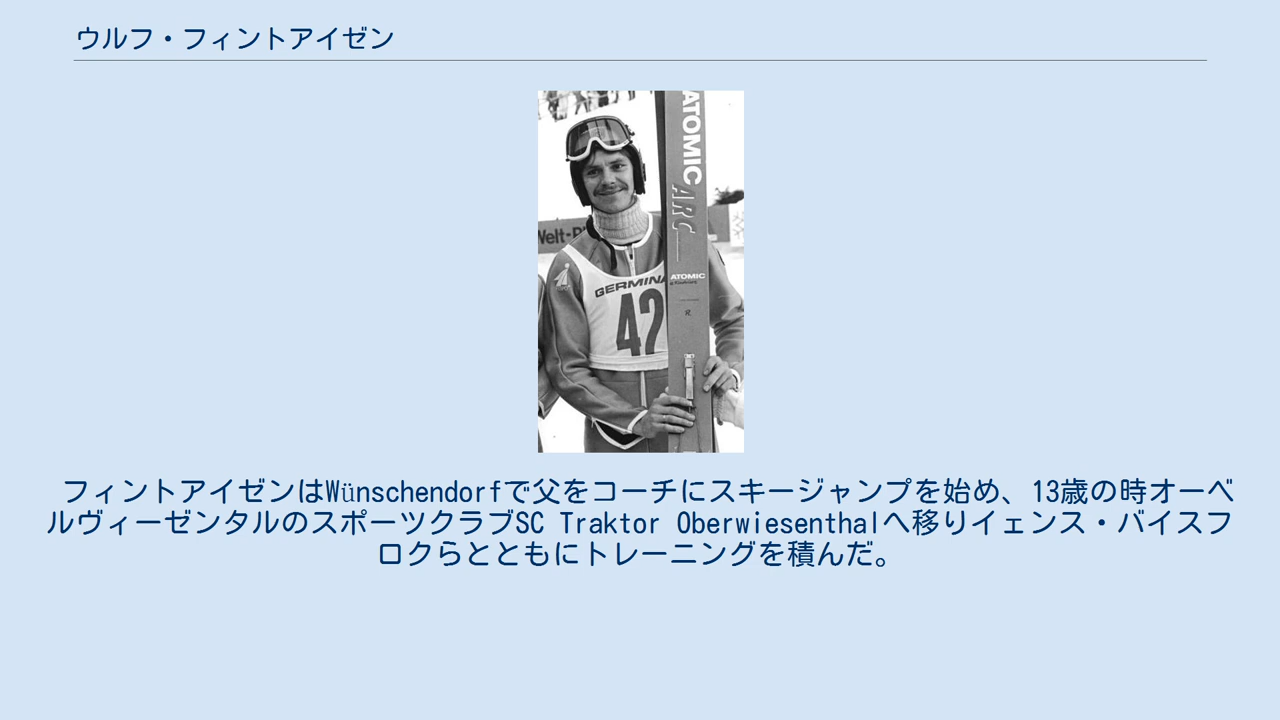 ウルフ・フィントアイゼン
ATOMIC
ARC
Welt-P
ATOMIC
GERMINA
42
R
フィントアイゼンはWünschendorfで父をコーチにスキージャンプを始め、13歳の時オーベ
ルヴィーゼンタルのスポーツクラブSC Traktor Oberwiesenthalへ移りイェンス・バイスフ
ロクらとともにトレーニングを積んだ。